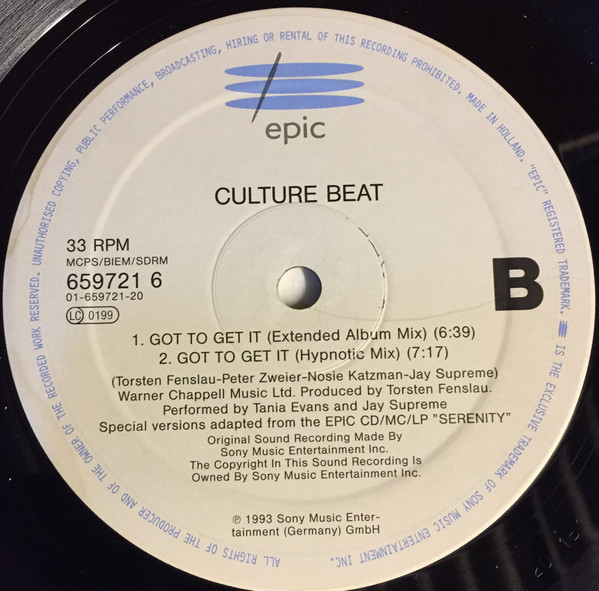 ALL RIGHTS OF THE PRODUCER AND OF THE OWNER OF THE RECORDED WORK RESERVED. UNAUTHORISED COPYING, PUBLIC PERFORMANCE, BROADCASTING, HIRING OR RENTAL OF THIS RECORDING PROHIBITED. MADE IN HOLLAND. "EPIC" REGISTERED TRADEMARK. IS THE EXCLUSIVE TRADEMARK OF SONY MUSIC ENTERTAINMENT INC.
epic
CULTURE BEAT
33 RPM
MCPS/BIEM/SDRM
659721 6
01-659721-20
LC 0199
B
1. GOT TO GET IT (Extended Album Mix) (6:39)
2. GOT TO GET IT (Hypnotic Mix) (7:17)
(Torsten Fenslau-Peter Zweier-Nosie Katzman-Jay Supreme)
Warner Chappell Music Ltd. Produced by Torsten Fenslau.
Performed by Tania Evans and Jay Supreme
Special versions adapted from the EPIC CD/MC/LP "SERENITY"
Original Sound Recording Made By
Sony Music Entertainment Inc.
The Copyright In This Sound Recording Is
Owned By Sony Music Entertainment Inc.
℗ 1993 Sony Music Enter-
tainment (Germany) GmbH